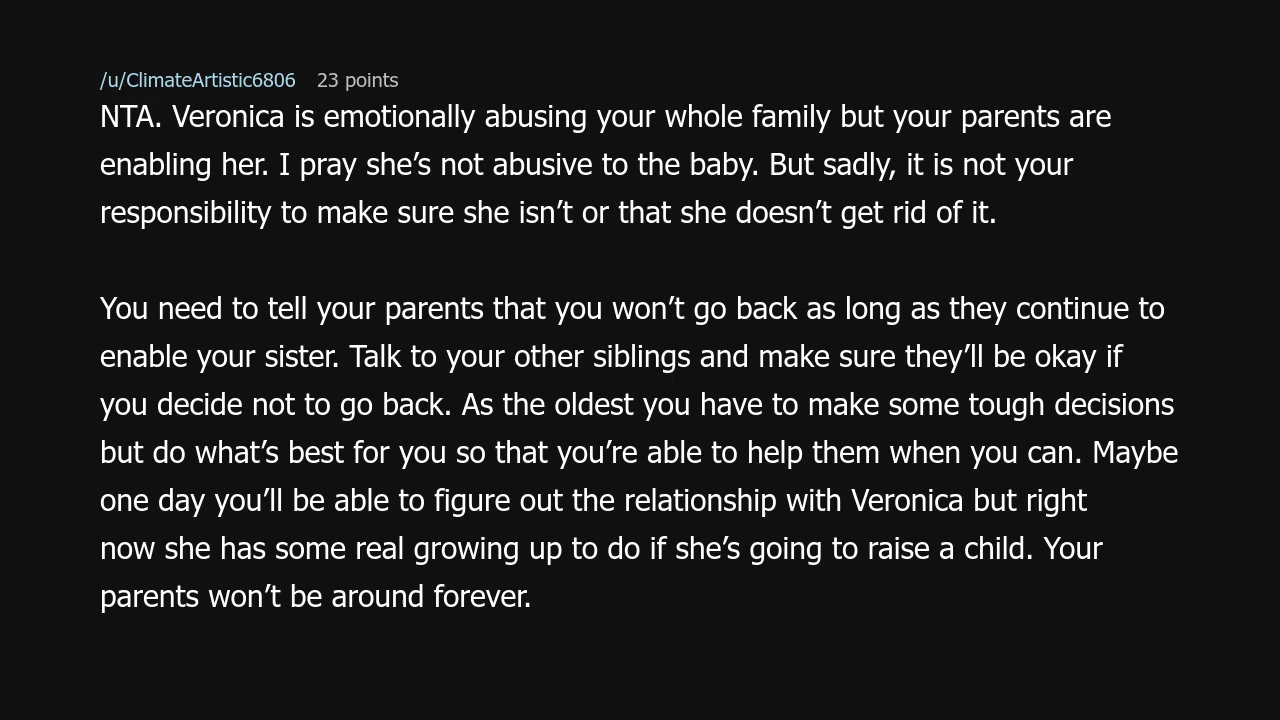 /u/ClimateArtistic6806 23 points
NTA. Veronica is emotionally abusing your whole family but your parents are
enabling her. I pray she’s not abusive to the baby. But sadly, it is not your
responsibility to make sure she isn’t or that she doesn’t get rid of it.
You need to tell your parents that you won’t go back as long as they continue to
enable your sister. Talk to your other siblings and make sure they’ll be okay if
you decide not to go back. As the oldest you have to make some tough decisions
but do what’s best for you so that you’re able to help them when you can. Maybe
one day you’ll be able to figure out the relationship with Veronica but right
now she has some real growing up to do if she’s going to raise a child. Your
parents won’t be around forever.